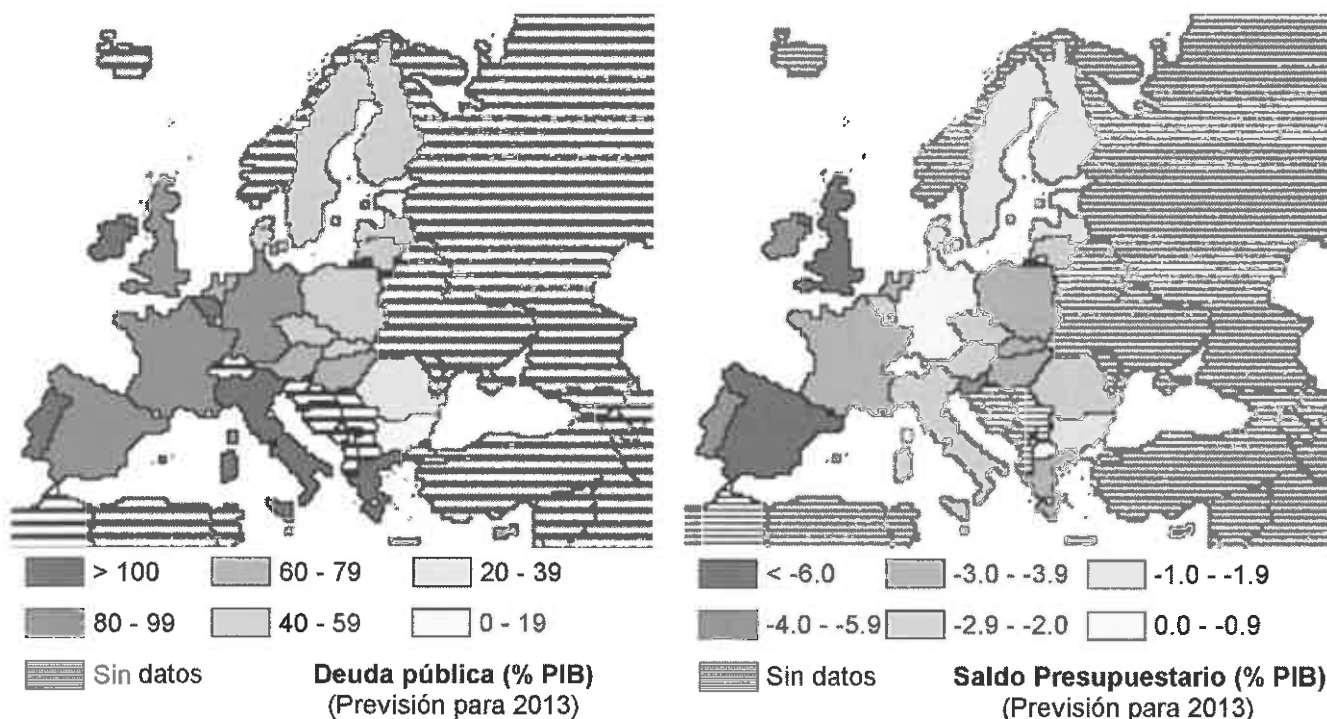 > 100
60 - 79
20 - 39
80 - 99
40 - 59
0 - 19
Sin datos
Deuda pública (% PIB)
(Previsión para 2013)
< -6.0
-3.0 - -3.9
-1.0 - -1.9
-4.0 - -5.9
-2.9 - -2.0
0.0 - -0.9
Sin datos
Saldo Presupuestario (% PIB)
(Previsión para 2013)